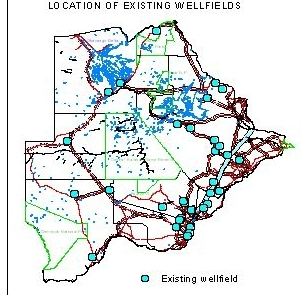 LOCATION OF EXISTING WELLFIELDS
Existing wellfield